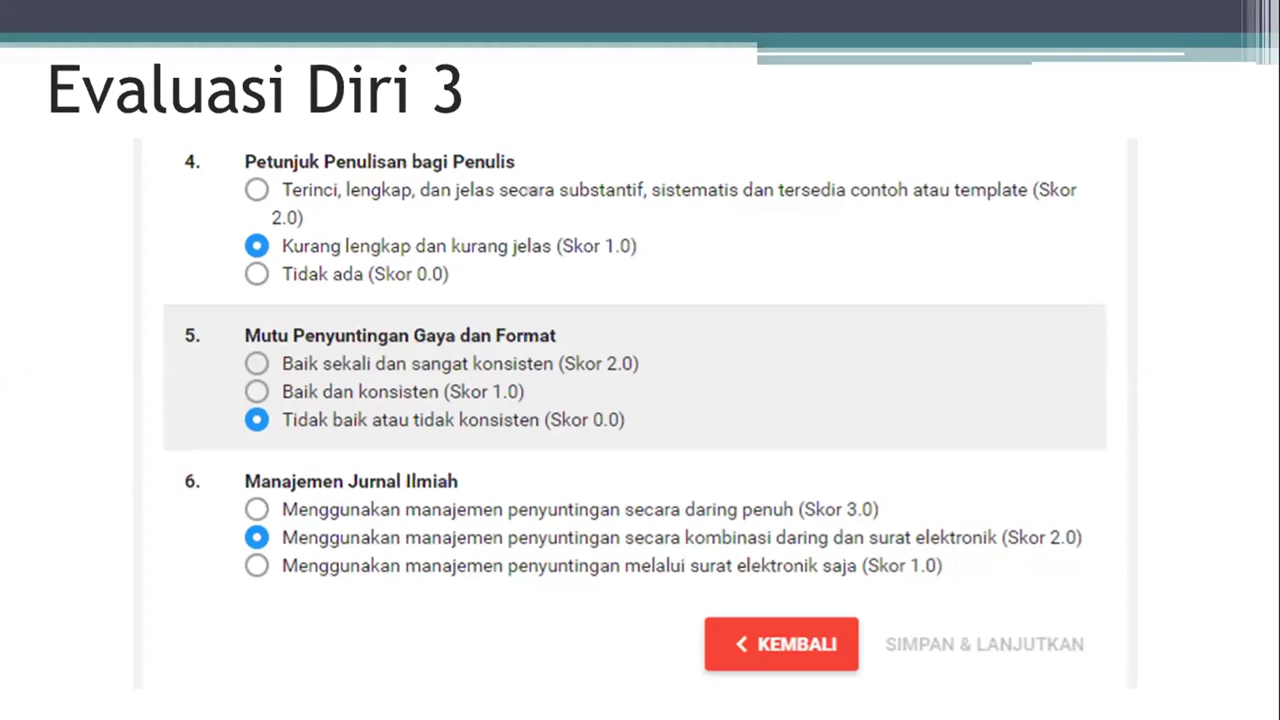 Evaluasi Diri 3
4. Petunjuk Penulisan bagi Penulis
Terinci, lengkap, dan jelas secara substantif, sistematis dan tersedia contoh atau template (Skor
2.0)
Kurang lengkap dan kurang jelas (Skor 1.0)
Tidak ada (Skor 0.0)
5. Mutu Penyuntingan Gaya dan Format
Baik sekali dan sangat konsisten (Skor 2.0)
Baik dan konsisten (Skor 1.0)
Tidak baik atau tidak konsisten (Skor 0.0)
6. Manajemen Jurnal Ilmiah
Menggunakan manajemen penyuntingan secara daring penuh (Skor 3.0)
Menggunakan manajemen penyuntingan secara kombinasi daring dan surat elektronik (Skor 2.0)
Menggunakan manajemen penyuntingan melalui surat elektronik saja (Skor 1.0)
KEMBALI SIMPAN & LANJUTKAN